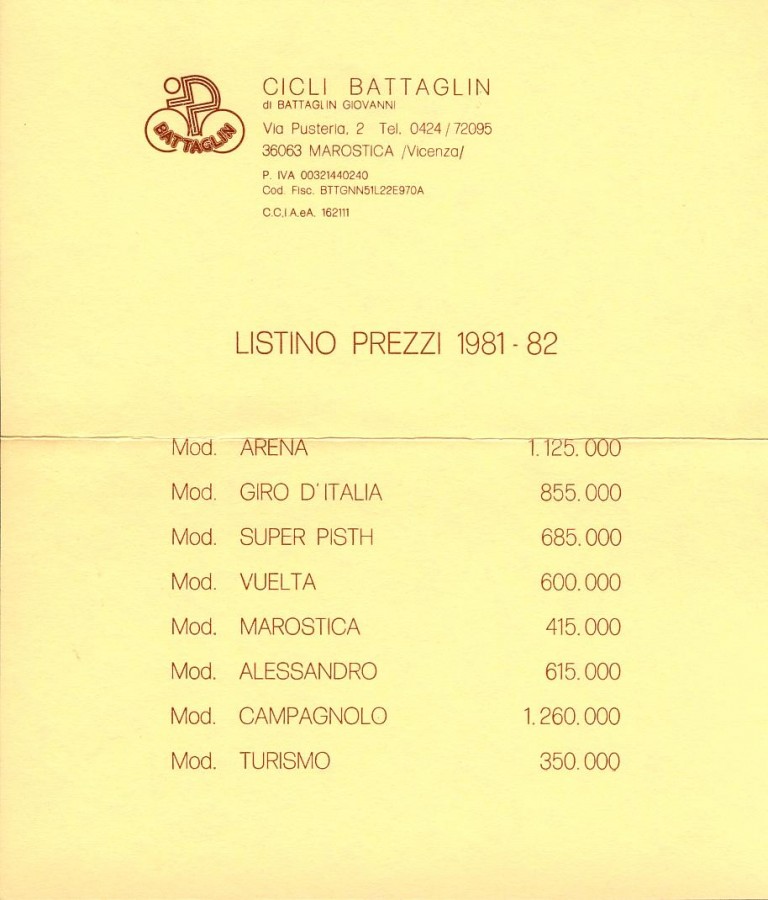 BATTAGLIN
CICLI BATTAGLIN
di BATTAGLIN GIOVANNI
Via Pusteria, 2 Tel. 0424 / 72095
36063 MAROSTICA /Vicenza/
P. IVA 00321440240
Cod. Fisc. BTTGNN51L22E970A
C.C.I.A.eA. 162111
LISTINO PREZZI 1981 - 82
Mod. ARENA 1.125.000
Mod. GIRO D'ITALIA 855.000
Mod. SUPER PISTH 685.000
Mod. VUELTA 600.000
Mod. MAROSTICA 415.000
Mod. ALESSANDRO 615.000
Mod. CAMPAGNOLO 1.260.000
Mod. TURISMO 350.000